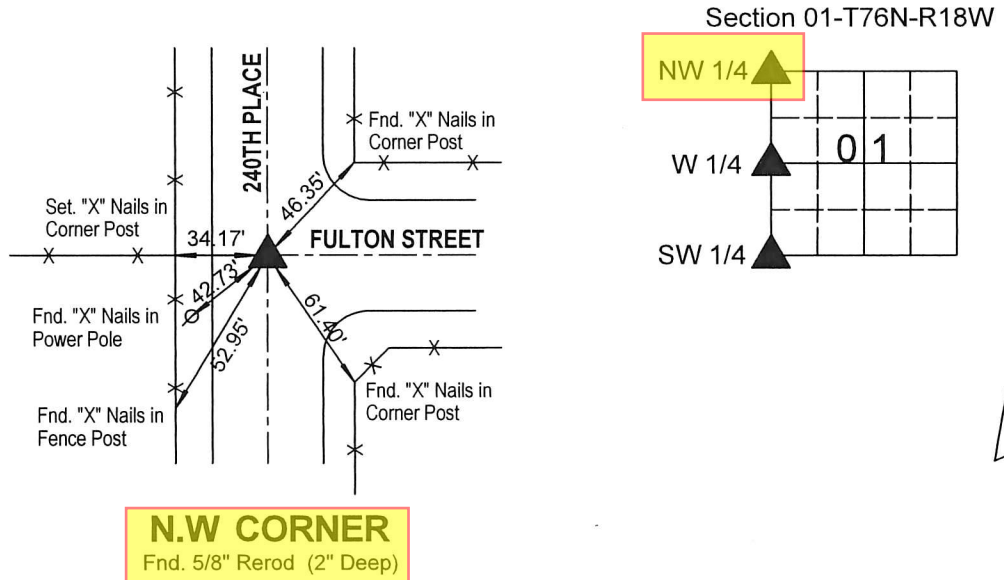 Section 01-T76N-R18W
NW 1/4
W 1/4
SW 1/4
01
240TH PLACE
Fnd. "X" Nails in
Corner Post
46.35'
Set. "X" Nails in
Corner Post
34.17'
FULTON STREET
42.73'
Fnd. "X" Nails in
Power Pole
61.40'
52.95'
Fnd. "X" Nails in
Corner Post
Fnd. "X" Nails in
Fence Post
N.W CORNER
Fnd. 5/8" Rerod (2" Deep)